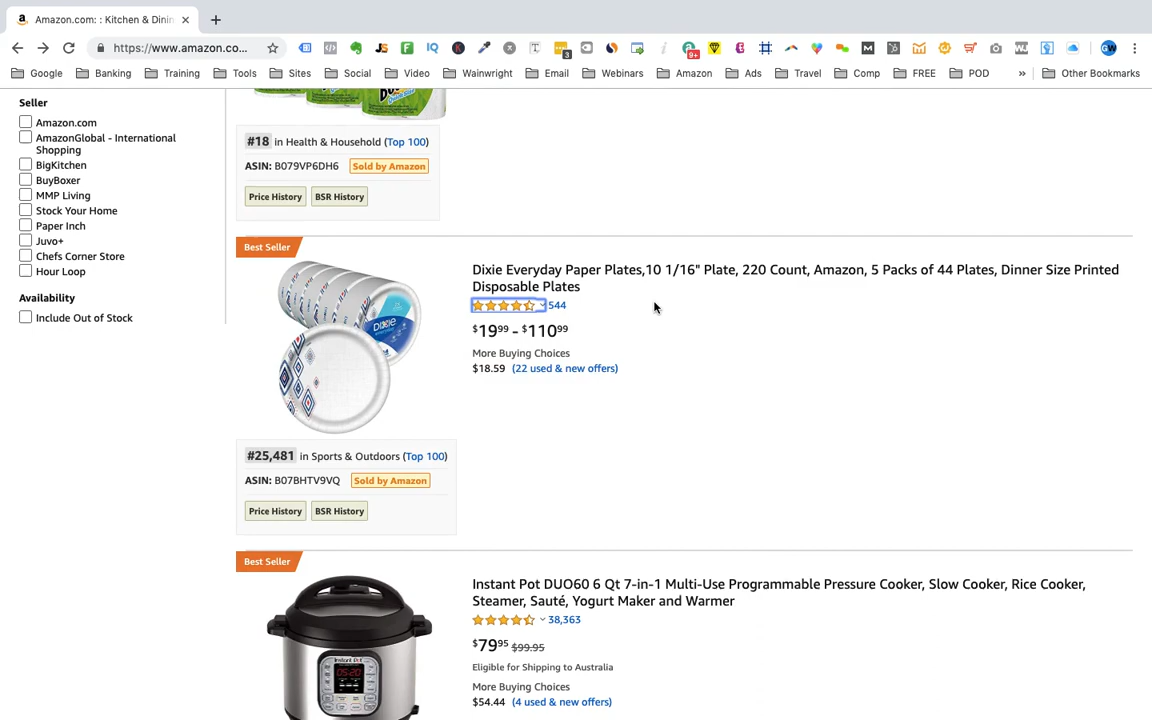 Amazon.com: : Kitchen & Dinin
https://www.amazon.co...
Google
Banking
Training
Tools
Sites
Social
Video
Wainwright
Email
Webinars
Amazon
Ads
Travel
Comp
FREE
POD
»
Other Bookmarks
Seller
Amazon.com
AmazonGlobal - International
Shopping
BigKitchen
BuyBoxer
MMP Living
Stock Your Home
Paper Inch
Juvo+
Chefs Corner Store
Hour Loop
Availability
Include Out of Stock
#18 in Health & Household (Top 100)
ASIN: B079VP6DH6 Sold by Amazon
Price History BSR History
Best Seller
Dixie Everyday Paper Plates,10 1/16" Plate, 220 Count, Amazon, 5 Packs of 44 Plates, Dinner Size Printed
Disposable Plates
544
$19.99 - $110.99
More Buying Choices
$18.59 (22 used & new offers)
Dixie
#25,481 in Sports & Outdoors (Top 100)
ASIN: B07BHTV9VQ Sold by Amazon
Price History BSR History
Best Seller
Instant Pot DUO60 6 Qt 7-in-1 Multi-Use Programmable Pressure Cooker, Slow Cooker, Rice Cooker,
Steamer, Sauté, Yogurt Maker and Warmer
38,363
$79.95 $99.95
Eligible for Shipping to Australia
More Buying Choices
$54.44 (4 used & new offers)
Instant Pot
05:20